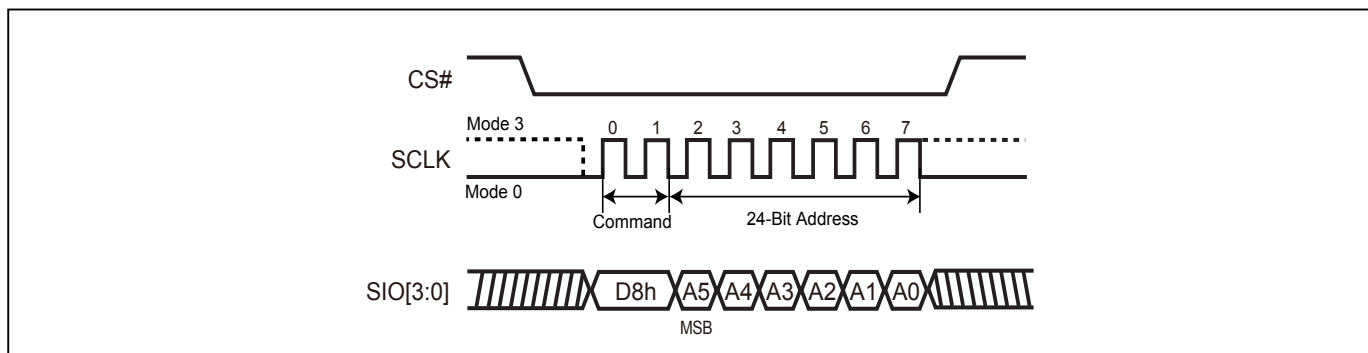 CS#
Mode 3
0 1 2 3 4 5 6 7
SCLK
Mode 0
Command
24-Bit Address
SIO[3:0]
D8h A5 A4 A3 A2 A1 A0
MSB